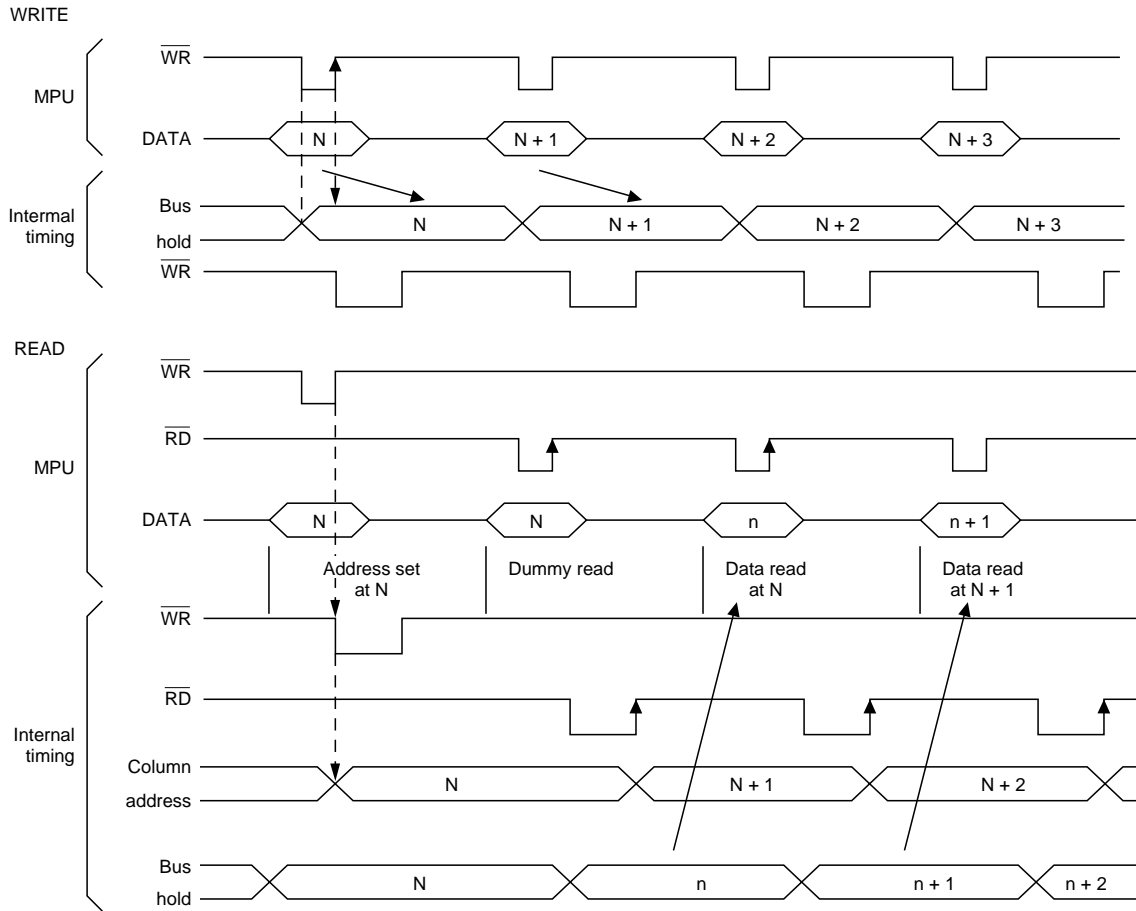 WRITE
MPU
WR
DATA
N
N + 1
N + 2
N + 3
Internal
timing
Bus
hold
N
N + 1
N + 2
N + 3
WR
READ
MPU
WR
RD
DATA
N
N
n
n + 1
Address set
at N
Dummy read
Data read
at N
Data read
at N + 1
Internal
timing
WR
RD
Column
address
N
N + 1
N + 2
Bus
hold
N
n
n + 1
n + 2